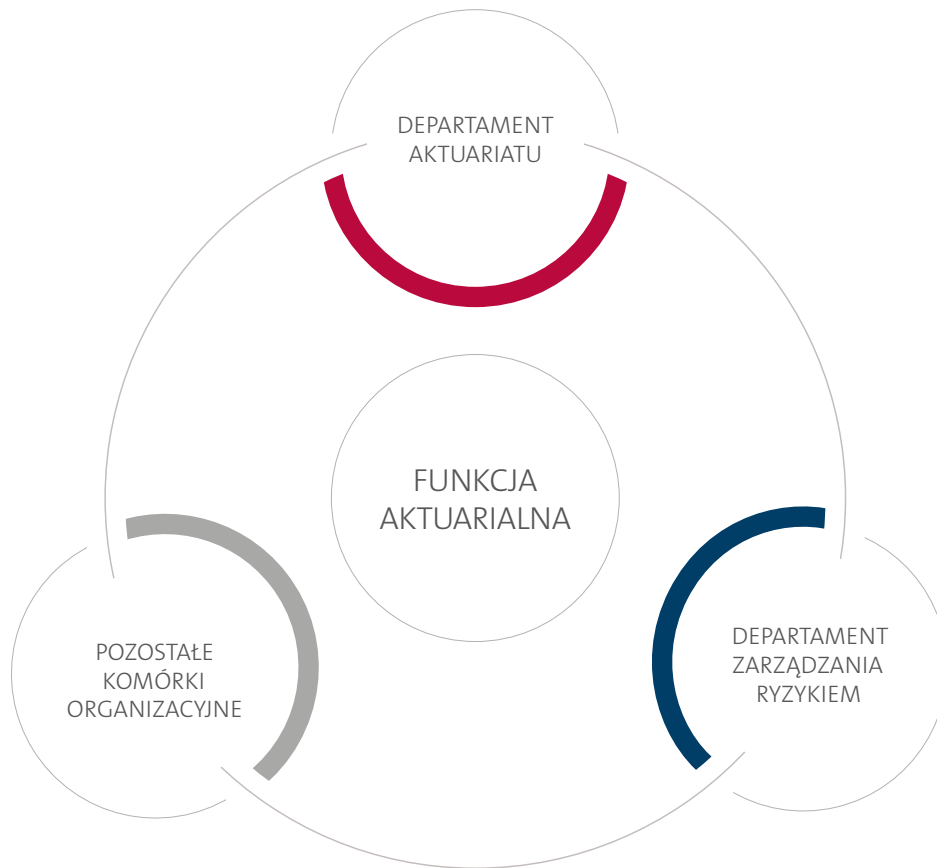 DEPARTAMENT
AKTUARIATU
FUNKCJA
AKTUARIALNA
POZOSTAŁE
KOMÓRKI
ORGANIZACYJNE
DEPARTAMENT
ZARZĄDZANIA
RYZYKIEM